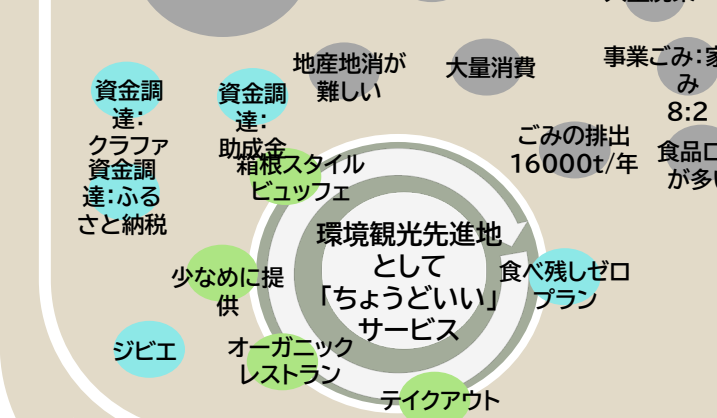 地産地消が
難しい
大量消費
事業ごみ:家
み
8:2
資金調
達:
クラファ
資金調
達:
助成金
ごみの排出
16000t/年
食品ロ
が多い
資金調
達:ふる
さと納税
箱根スタイル
ビュッフェ
環境観光先進地
として
「ちょうどいい」
サービス
少なめに提
供
食べ残しゼロ
プラン
ジビエ
オーガニック
レストラン
テイクアウト